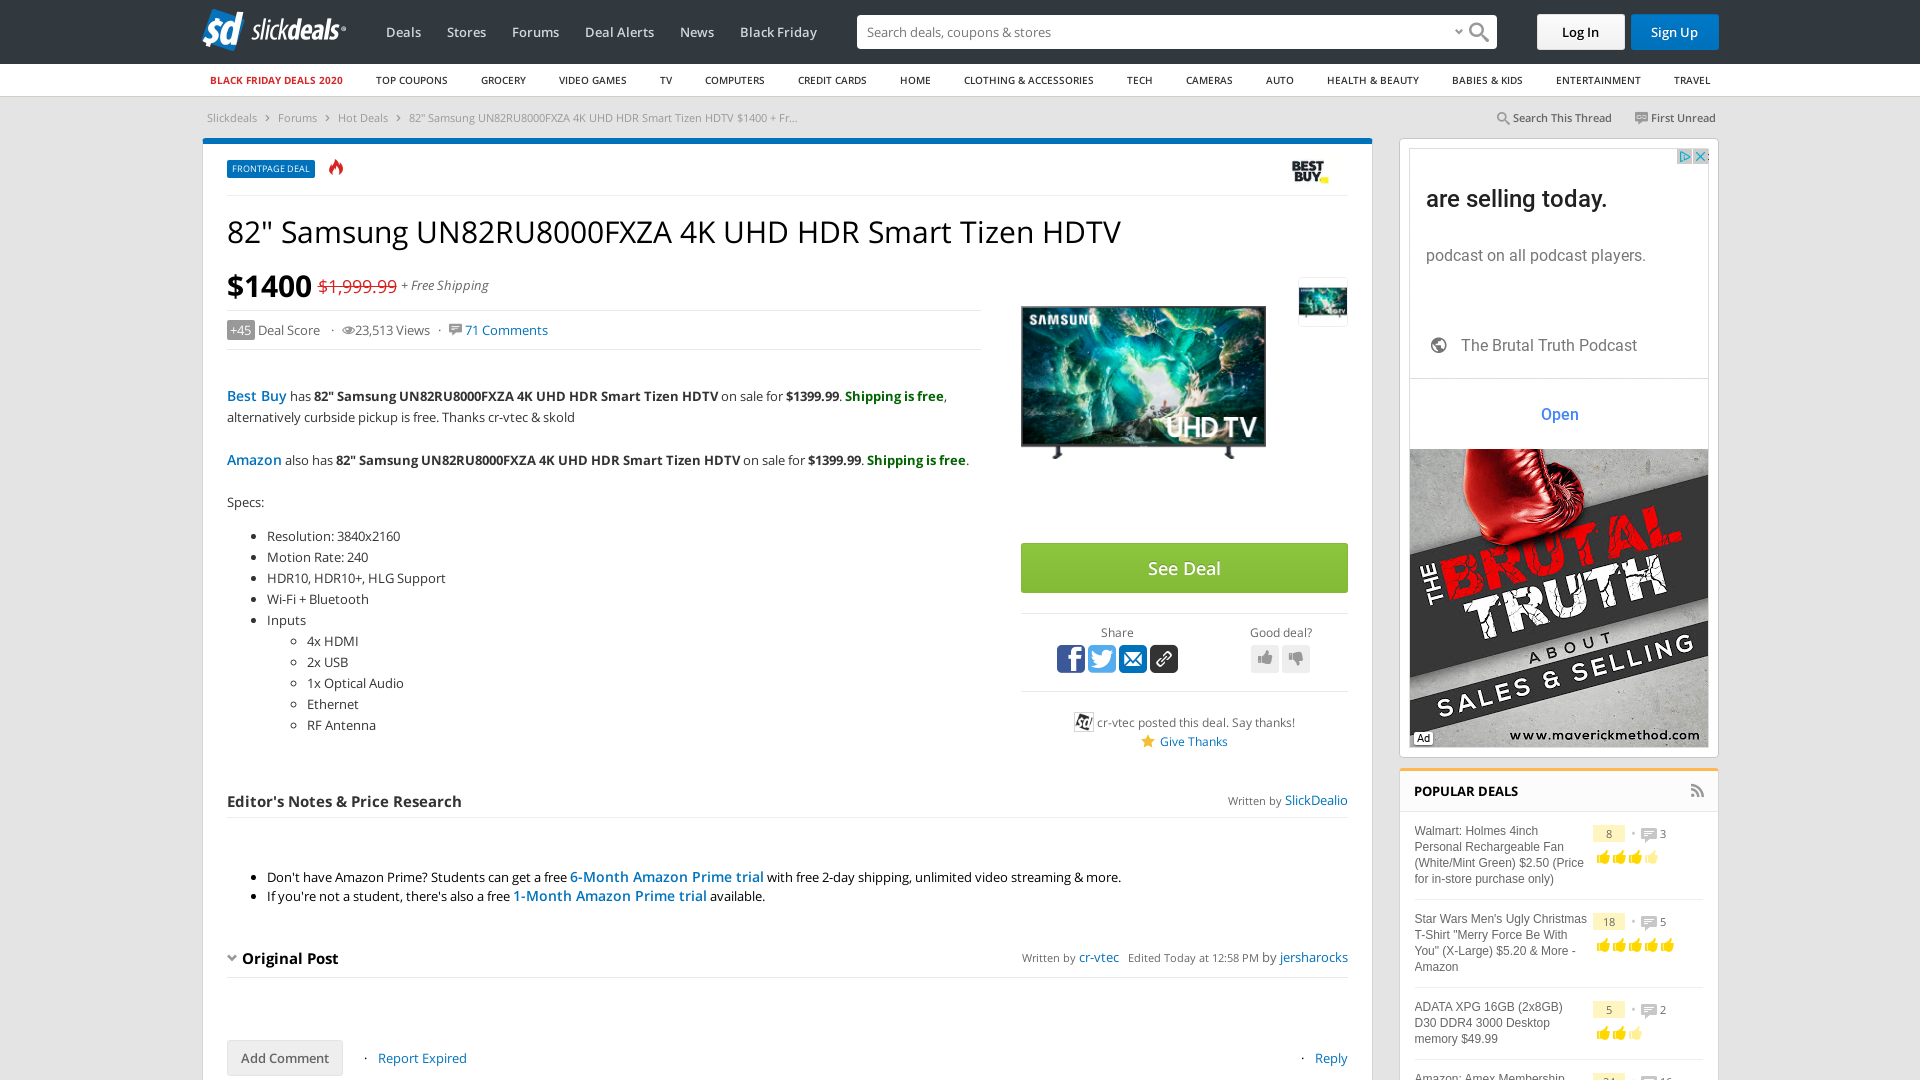 slickdeals
Deals
Stores
Forums
Deal Alerts
News
Black Friday
Search deals, coupons & stores
Log In
Sign Up
BLACK FRIDAY DEALS 2020
TOP COUPONS
GROCERY
VIDEO GAMES
TV
COMPUTERS
CREDIT CARDS
HOME
CLOTHING & ACCESSORIES
TECH
CAMERAS
AUTO
HEALTH & BEAUTY
BABIES & KIDS
ENTERTAINMENT
TRAVEL
Slickdeals › Forums › Hot Deals › 82" Samsung UN82RU8000FXZA 4K UHD HDR Smart Tizen HDTV $1400 + Fr...
Search This Thread
First Unread
FRONTPAGE DEAL
BEST
BUY
82" Samsung UN82RU8000FXZA 4K UHD HDR Smart Tizen HDTV
$1400 $1,999.99 + Free Shipping
+45 Deal Score · 23,513 Views · 71 Comments
Best Buy has 82" Samsung UN82RU8000FXZA 4K UHD HDR Smart Tizen HDTV on sale for $1399.99. Shipping is free,
alternatively curbside pickup is free. Thanks cr-vtec & skold
Amazon also has 82" Samsung UN82RU8000FXZA 4K UHD HDR Smart Tizen HDTV on sale for $1399.99. Shipping is free.
Specs:
Resolution: 3840x2160
Motion Rate: 240
HDR10, HDR10+, HLG Support
Wi-Fi + Bluetooth
Inputs
4x HDMI
2x USB
1x Optical Audio
Ethernet
RF Antenna
SAMSUNG
UHD TV
See Deal
Share
Good deal?
cr-vtec posted this deal. Say thanks!
Give Thanks
Editor's Notes & Price Research
Written by SlickDealio
Don't have Amazon Prime? Students can get a free 6-Month Amazon Prime trial with free 2-day shipping, unlimited video streaming & more.
If you're not a student, there's also a free 1-Month Amazon Prime trial available.
Original Post
Written by cr-vtec Edited Today at 12:58 PM by jersharocks
Add Comment
· Report Expired
· Reply
are selling today.
podcast on all podcast players.
The Brutal Truth Podcast
Open
THE
BRUTAL
TRUTH
ABOUT
SALES & SELLING
www.maverickmethod.com
Ad
POPULAR DEALS
Walmart: Holmes 4inch
Personal Rechargeable Fan
(White/Mint Green) $2.50 (Price
for in-store purchase only)
8 • 3
Star Wars Men's Ugly Christmas
T-Shirt "Merry Force Be With
You" (X-Large) $5.20 & More -
Amazon
18 • 5
ADATA XPG 16GB (2x8GB)
D30 DDR4 3000 Desktop
memory $49.99
5 • 2
Amazon: Amex Membership